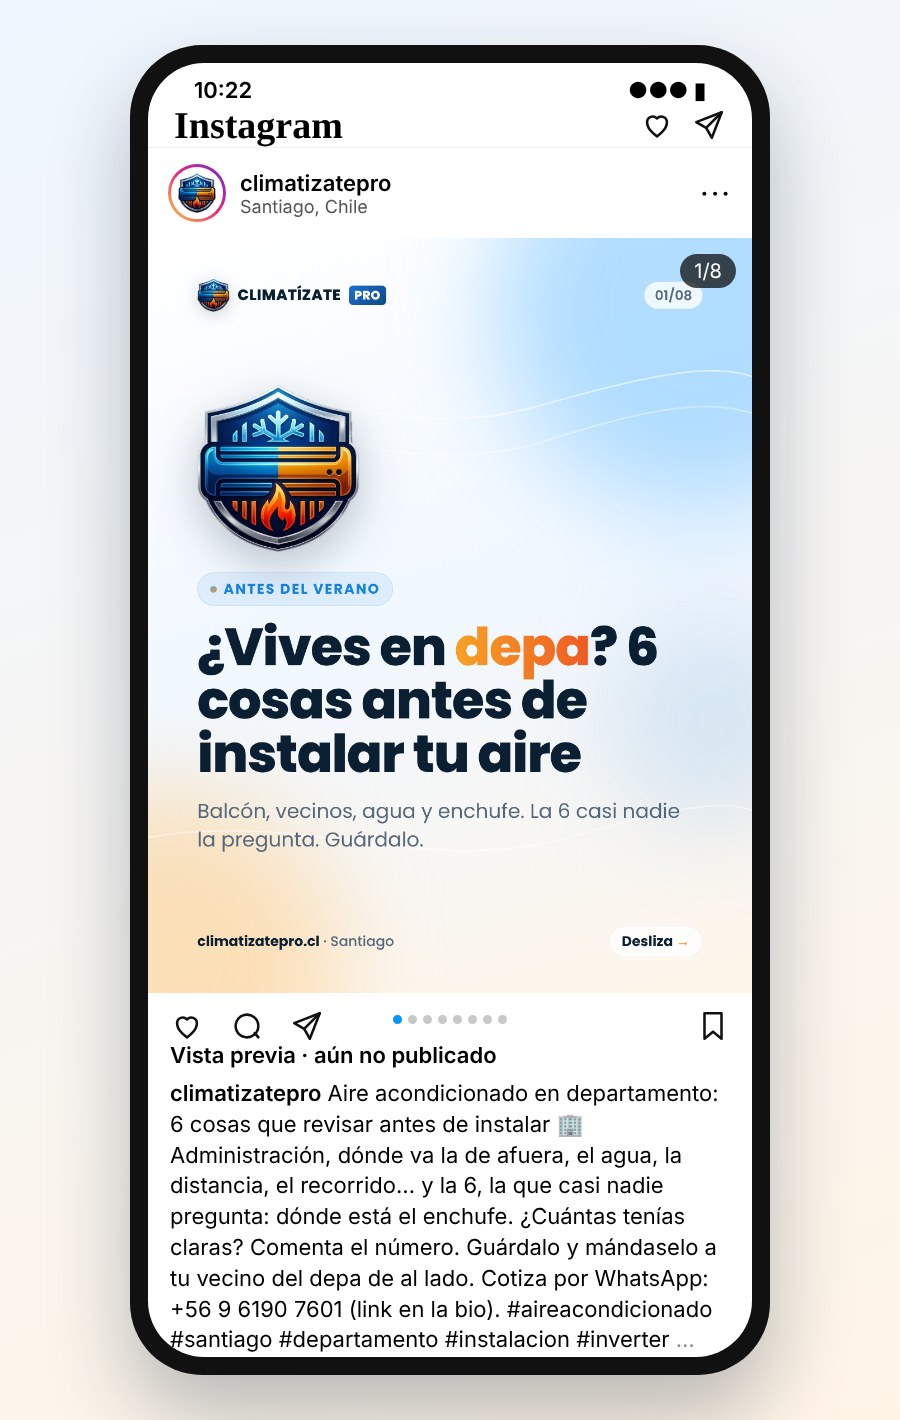 10:22
Instagram
climatizatepro
Santiago, Chile
1/8
CLIMATÍZATE PRO
01/08
ANTES DEL VERANO
¿Vives en depa? 6
cosas antes de
instalar tu aire
Balcón, vecinos, agua y enchufe. La 6 casi nadie
la pregunta. Guárdalo.
climatizatepro.cl · Santiago
Desliza →
Vista previa · aún no publicado
climatizatepro Aire acondicionado en departamento:
6 cosas que revisar antes de instalar 🏢
Administración, dónde va la de afuera, el agua, la
distancia, el recorrido... y la 6, la que casi nadie
pregunta: dónde está el enchufe. ¿Cuántas tenías
claras? Comenta el número. Guárdalo y mándaselo a
tu vecino del depa de al lado. Cotiza por WhatsApp:
+56 9 6190 7601 (link en la bio). #aireacondicionado
#santiago #departamento #instalacion #inverter ...